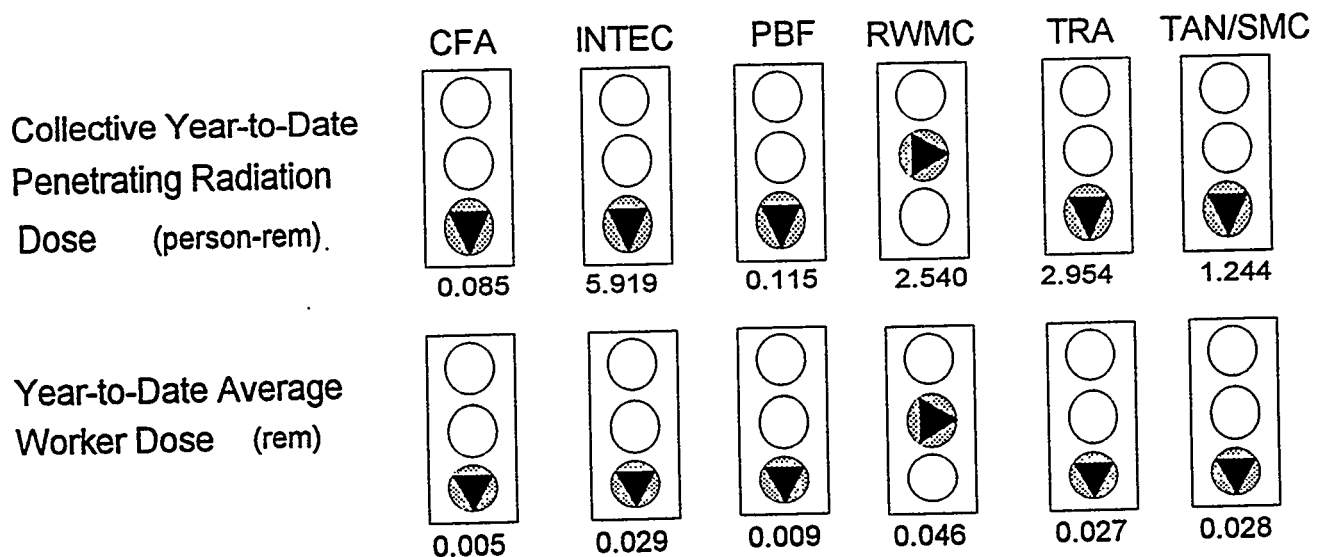 CFA INTEC PBF RWMC TRA TAN/SMC
Collective Year-to-Date
Penetrating Radiation
Dose (person-rem).
0.085 5.919 0.115 2.540 2.954 1.244
Year-to-Date Average
Worker Dose (rem)
0.005 0.029 0.009 0.046 0.027 0.028